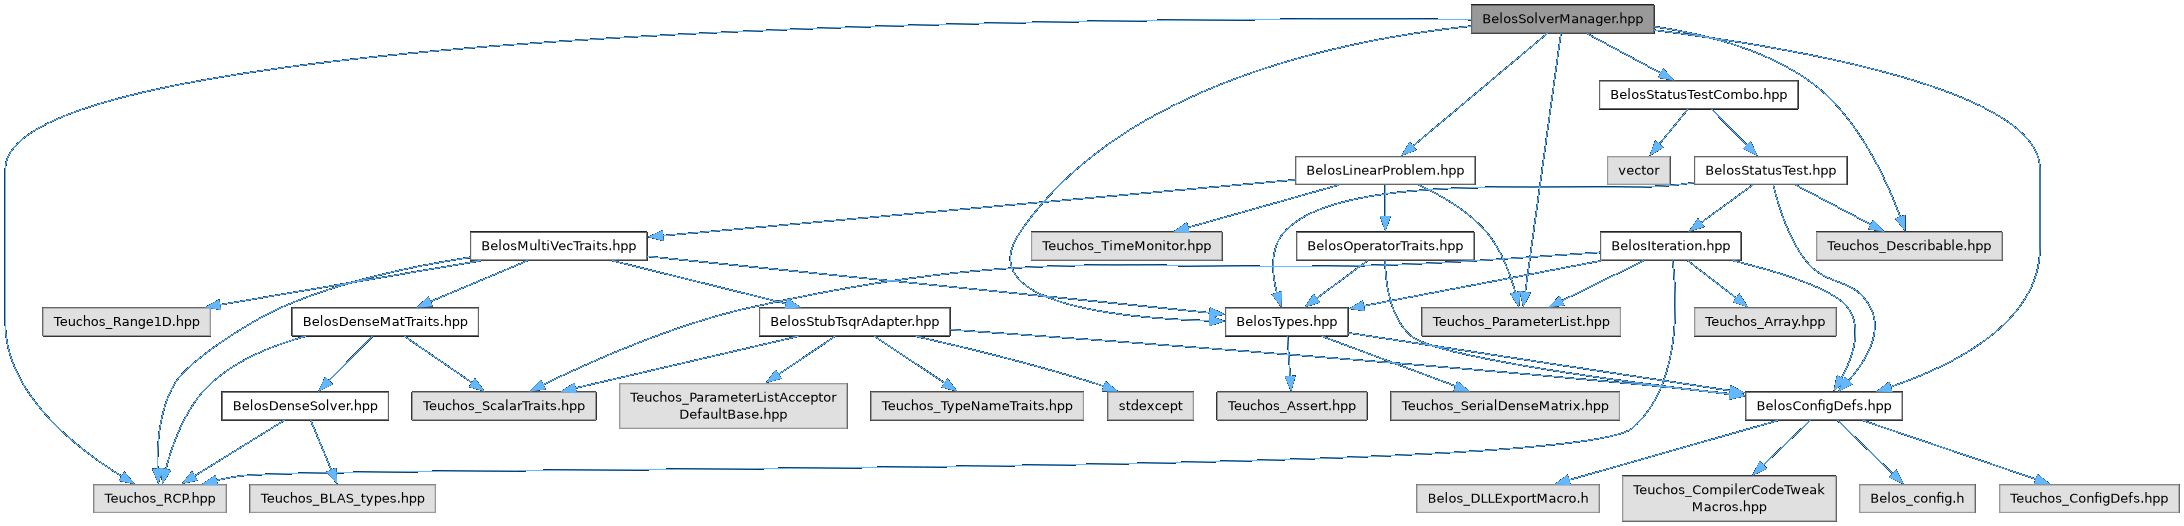 BelosSolverManager.hpp
BelosStatusTestCombo.hpp
BelosLinearProblem.hpp
vector
BelosStatusTest.hpp
BelosMultiVecTraits.hpp
Teuchos_TimeMonitor.hpp
BelosOperatorTraits.hpp
BelosIteration.hpp
Teuchos_Describable.hpp
Teuchos_Range1D.hpp
BelosDenseMatTraits.hpp
BelosStubTsqrAdapter.hpp
BelosTypes.hpp
Teuchos_ParameterList.hpp
Teuchos_Array.hpp
BelosDenseSolver.hpp
Teuchos_ScalarTraits.hpp
Teuchos_ParameterListAcceptor
DefaultBase.hpp
Teuchos_TypeNameTraits.hpp
stdexcept
Teuchos_Assert.hpp
Teuchos_SerialDenseMatrix.hpp
BelosConfigDefs.hpp
Teuchos_RCP.hpp
Teuchos_BLAS_types.hpp
Belos_DLLExportMacro.h
Teuchos_CompilerCodeTweak
Macros.hpp
Belos_config.h
Teuchos_ConfigDefs.hpp